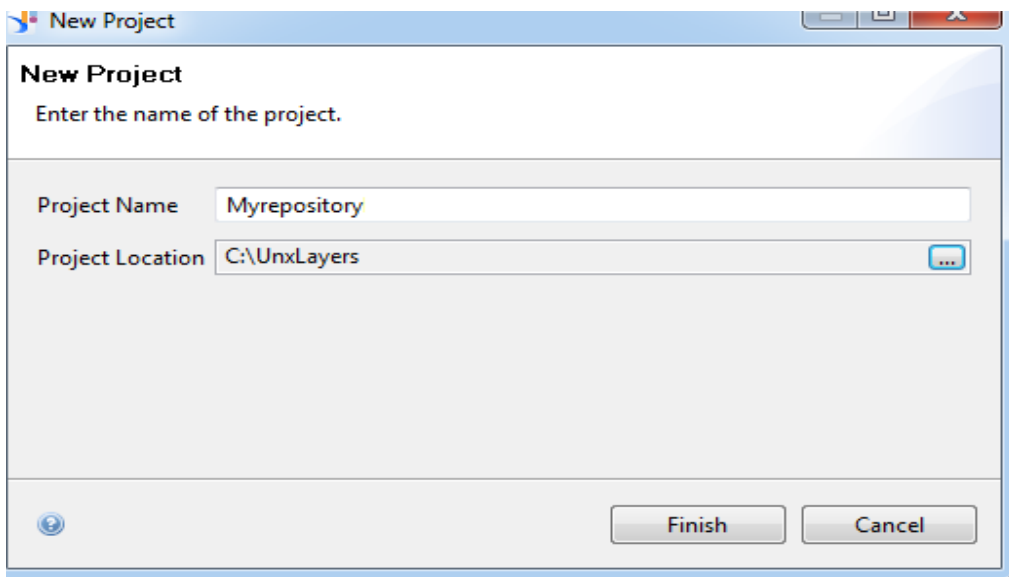 New Project
New Project
Enter the name of the project.
Project Name Myrepository
Project Location C:\UnxLayers ...
Finish Cancel